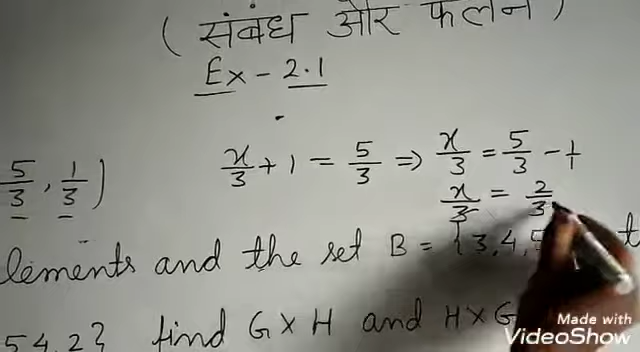 ( संबंध और फलन )
Ex - 2.1
5/3, 1/3) x/3 + 1 = 5/3 => x/3 = 5/3 - 1
x/3 = 2/3
lements and the set B = {3,4,5
54,2} find G×H and H×G
Made with
VideoShow